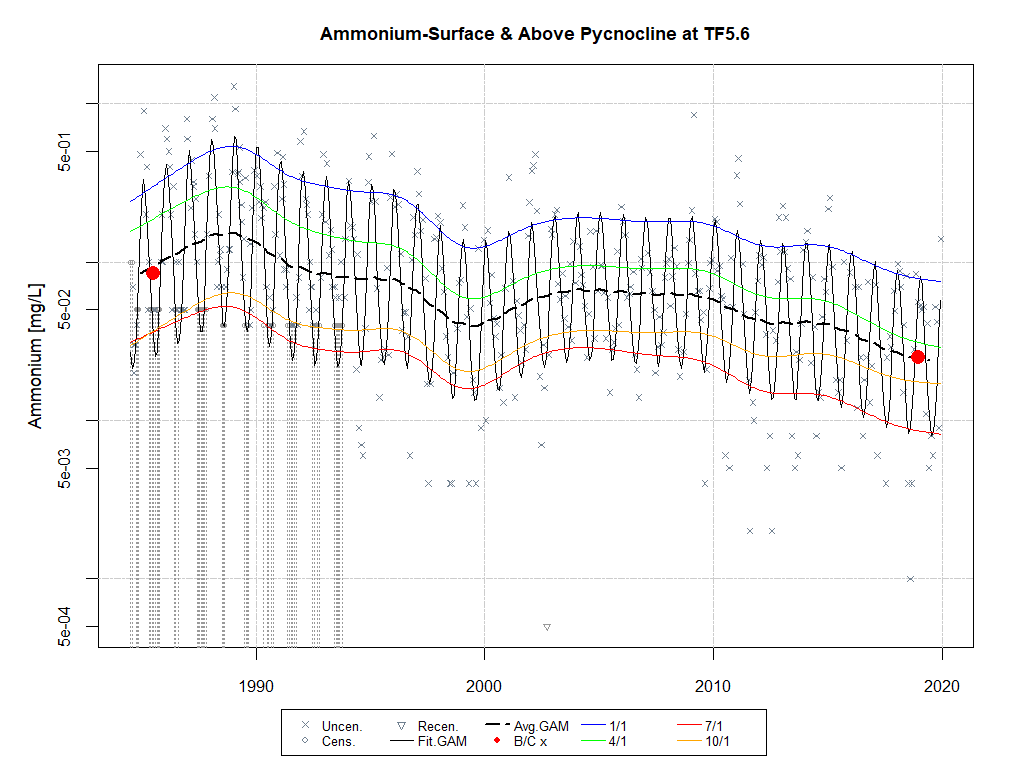 Ammonium-Surface & Above Pycnocline at TF5.6
Ammonium [mg/L]
5e-01
5e-02
5e-03
5e-04
1990 2000 2010 2020
Uncen. Recen. Avg.GAM 1/1 7/1
Cens. Fit.GAM B/C x 4/1 10/1